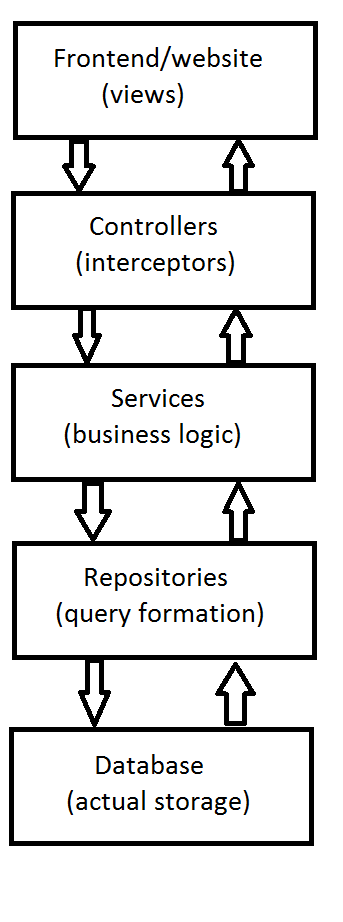 Frontend/website
(views)
Controllers
(interceptors)
Services
(business logic)
Repositories
(query formation)
Database
(actual storage)